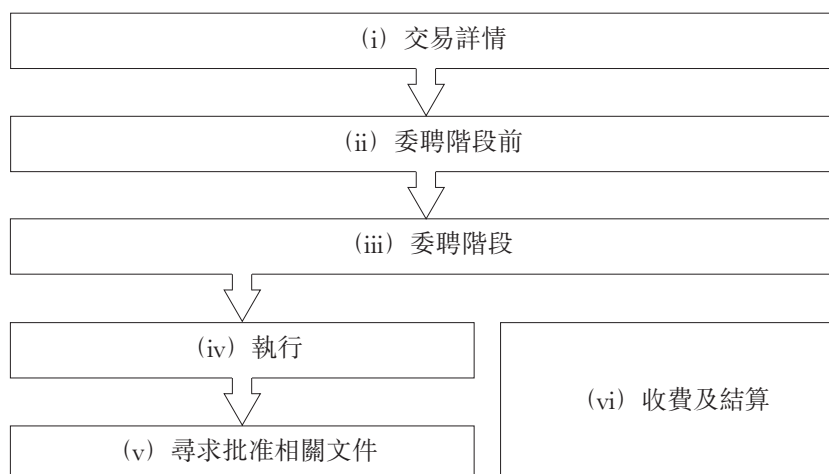 (i) 交易詳情
(ii) 委聘階段前
(iii) 委聘階段
(iv) 執行
(vi) 收費及結算
(v) 尋求批准相關文件